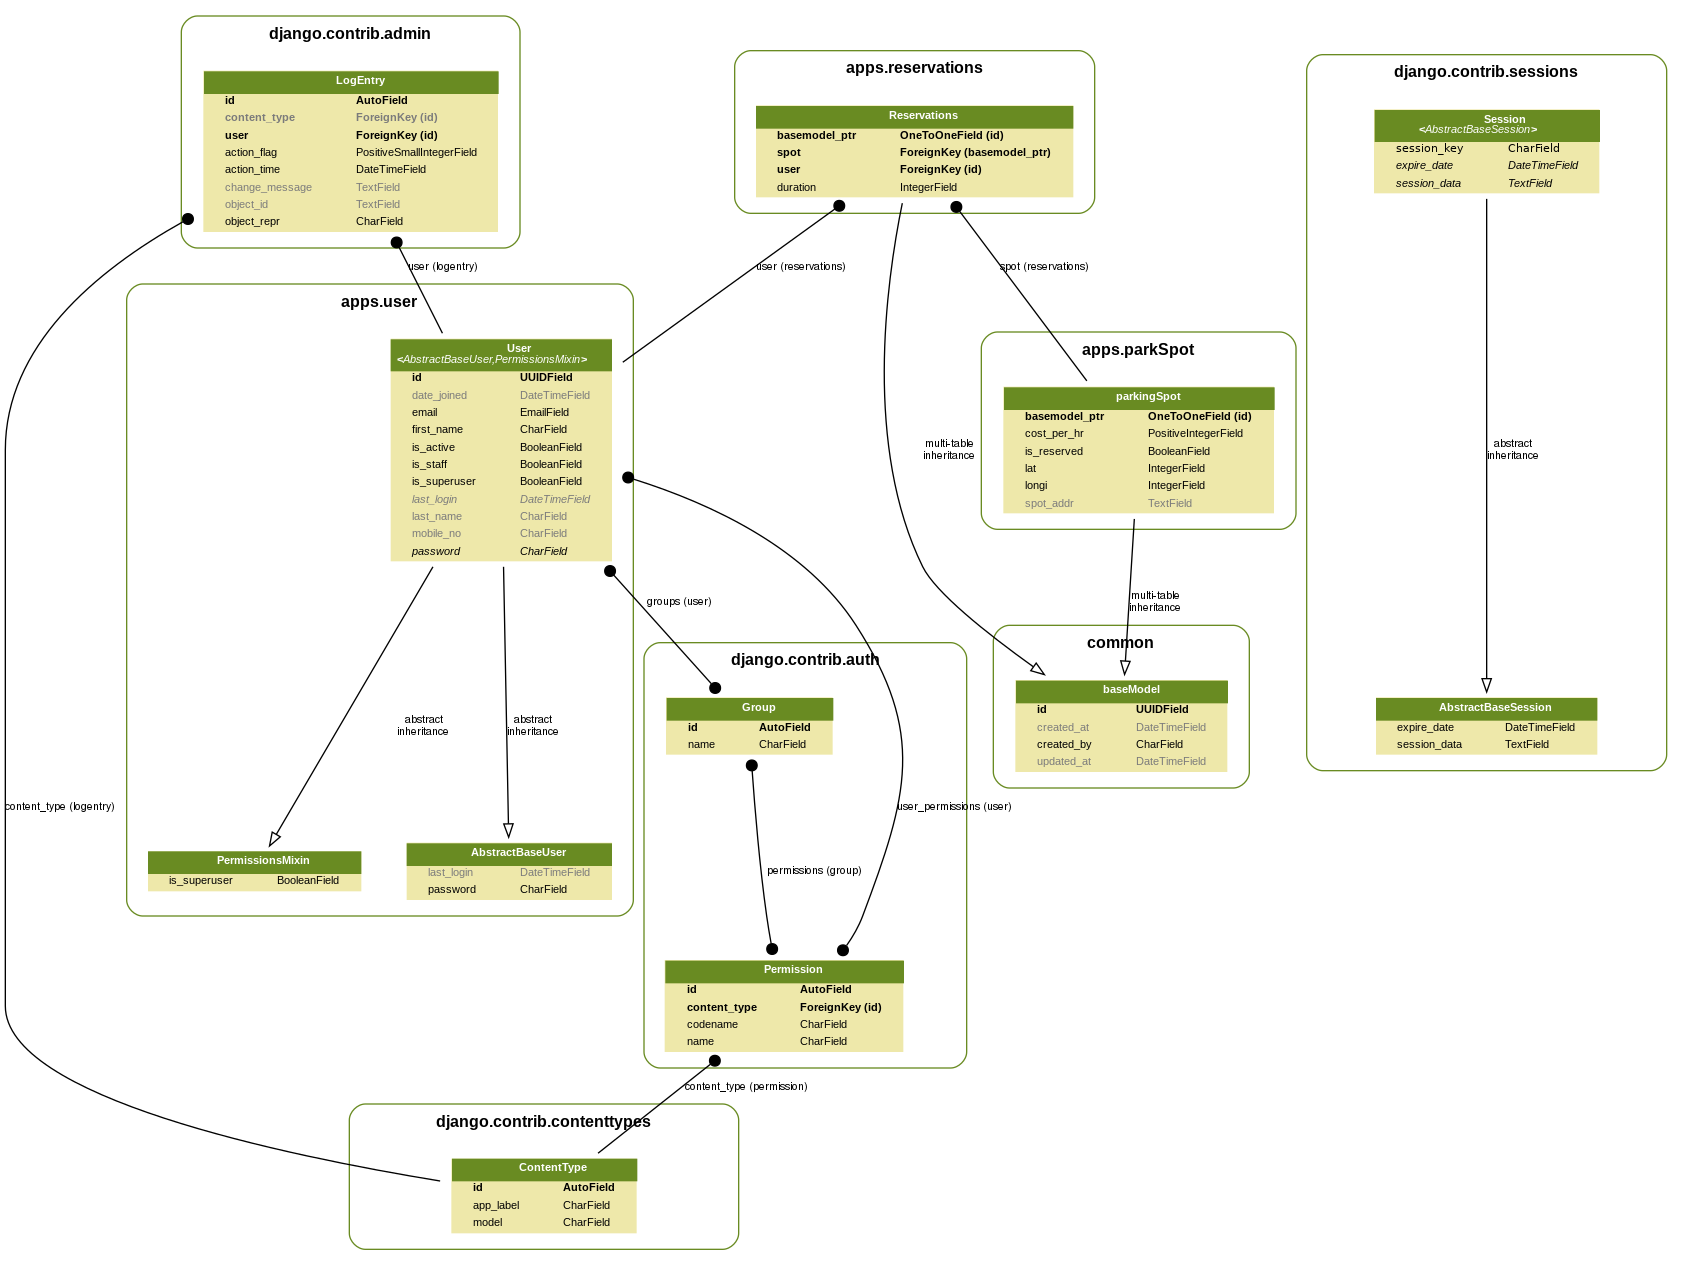 django.contrib.admin
LogEntry
id AutoField
content_type ForeignKey (id)
user ForeignKey (id)
action_flag PositiveSmallIntegerField
action_time DateTimeField
change_message TextField
object_id TextField
object_repr CharField
apps.reservations
Reservations
basemodel_ptr OneToOneField (id)
spot ForeignKey (basemodel_ptr)
user ForeignKey (id)
duration IntegerField
django.contrib.sessions
Session
<AbstractBaseSession>
session_key CharField
expire_date DateTimeField
session_data TextField
user (logentry)
user (reservations)
spot (reservations)
apps.user
User
<AbstractBaseUser,PermissionsMixin>
id UUIDField
date_joined DateTimeField
email EmailField
first_name CharField
is_active BooleanField
is_staff BooleanField
is_superuser BooleanField
last_login DateTimeField
last_name CharField
mobile_no CharField
password CharField
apps.parkSpot
parkingSpot
basemodel_ptr OneToOneField (id)
cost_per_hr PositiveIntegerField
is_reserved BooleanField
lat IntegerField
longi IntegerField
spot_addr TextField
multi-table
inheritance
abstract
inheritance
groups (user)
multi-table
inheritance
common
baseModel
id UUIDField
created_at DateTimeField
created_by CharField
updated_at DateTimeField
django.contrib.auth
Group
id AutoField
name CharField
AbstractBaseSession
expire_date DateTimeField
session_data TextField
abstract
inheritance
abstract
inheritance
content_type (logentry)
user_permissions (user)
PermissionsMixin
is_superuser BooleanField
AbstractBaseUser
last_login DateTimeField
password CharField
permissions (group)
Permission
id AutoField
content_type ForeignKey (id)
codename CharField
name CharField
content_type (permission)
django.contrib.contenttypes
ContentType
id AutoField
app_label CharField
model CharField